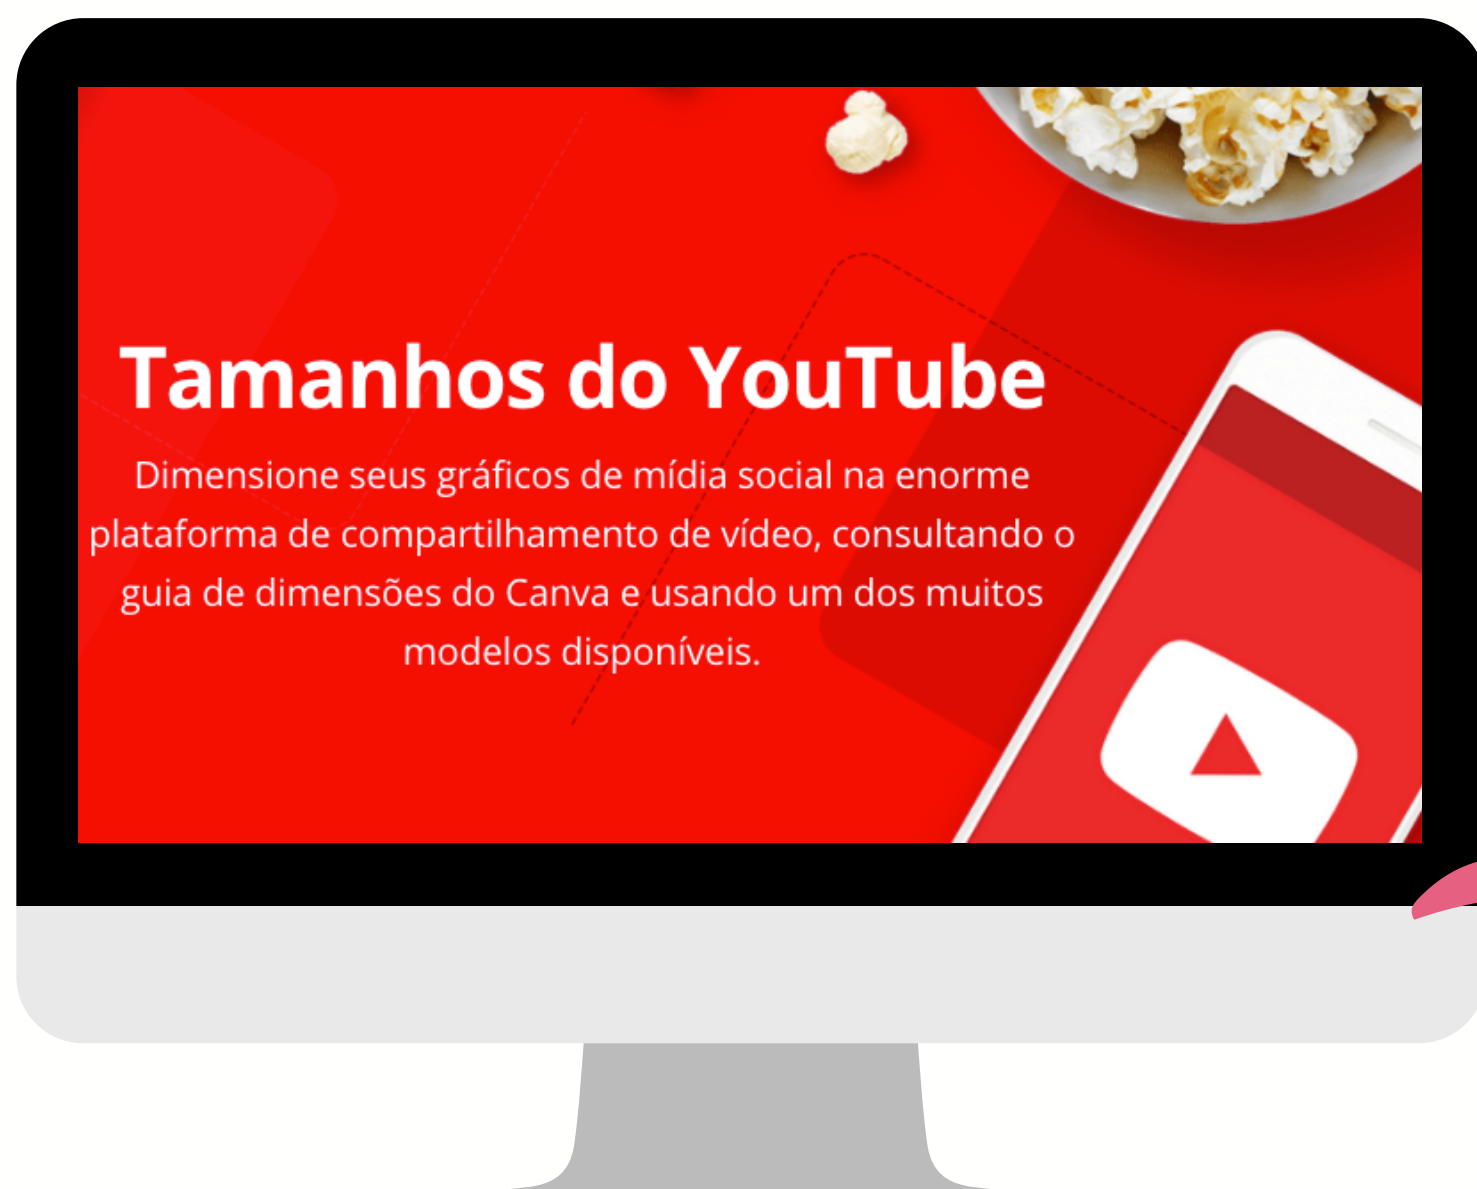 Tamanhos do YouTube
Dimensione seus gráficos de mídia social na enorme
plataforma de compartilhamento de vídeo, consultando o
guia de dimensões do Canva e usando um dos muitos
modelos disponíveis.